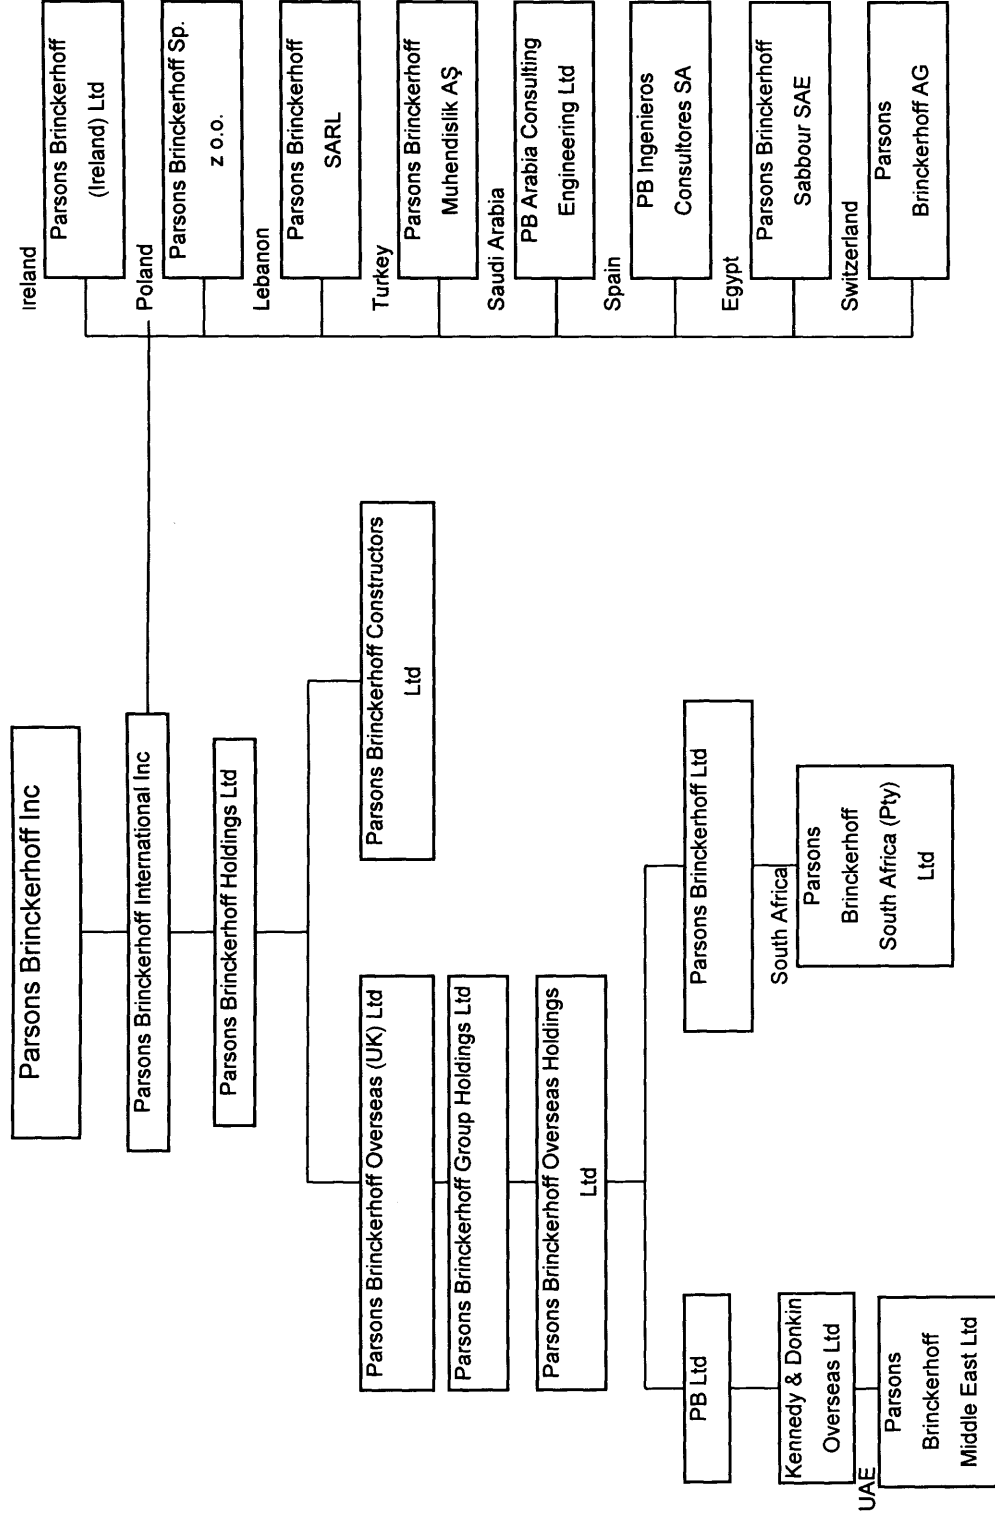 Parsons Brinckerhoff Inc
Parsons Brinckerhoff International Inc
Parsons Brinckerhoff Holdings Ltd
Parsons Brinckerhoff Overseas (UK) Ltd
Parsons Brinckerhoff Group Holdings Ltd
Parsons Brinckerhoff Overseas Holdings
Ltd
Parsons Brinckerhoff Constructors
Ltd
PB Ltd
Kennedy & Donkin
Overseas Ltd
UAE
Parsons
Brinckerhoff
Middle East Ltd
Parsons Brinckerhoff Ltd
South Africa
Parsons
Brinckerhoff
South Africa (Pty)
Ltd
Ireland
Parsons Brinckerhoff
(Ireland) Ltd
Poland
Parsons Brinckerhoff Sp.
z o.o.
Lebanon
Parsons Brinckerhoff
SARL
Turkey
Parsons Brinckerhoff
Muhendislik AŞ
Saudi Arabia
PB Arabia Consulting
Engineering Ltd
Spain
PB Ingenieros
Consultores SA
Egypt
Parsons Brinckerhoff
Sabbour SAE
Switzerland
Parsons
Brinckerhoff AG